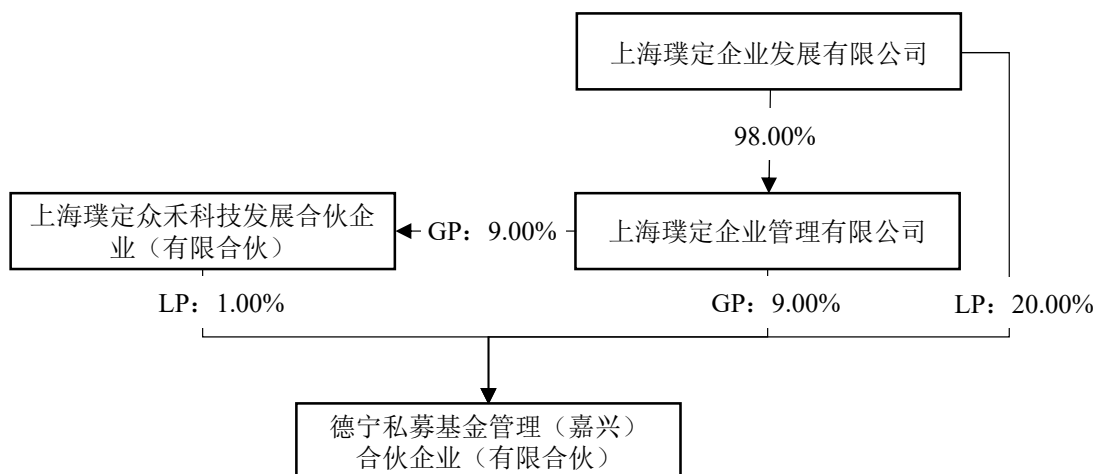 上海璞定企业发展有限公司
98.00%
上海璞定众禾科技发展合伙企
业（有限合伙）
GP：9.00%
上海璞定企业管理有限公司
LP：1.00%
GP：9.00%
LP：20.00%
德宁私募基金管理（嘉兴）
合伙企业（有限合伙）